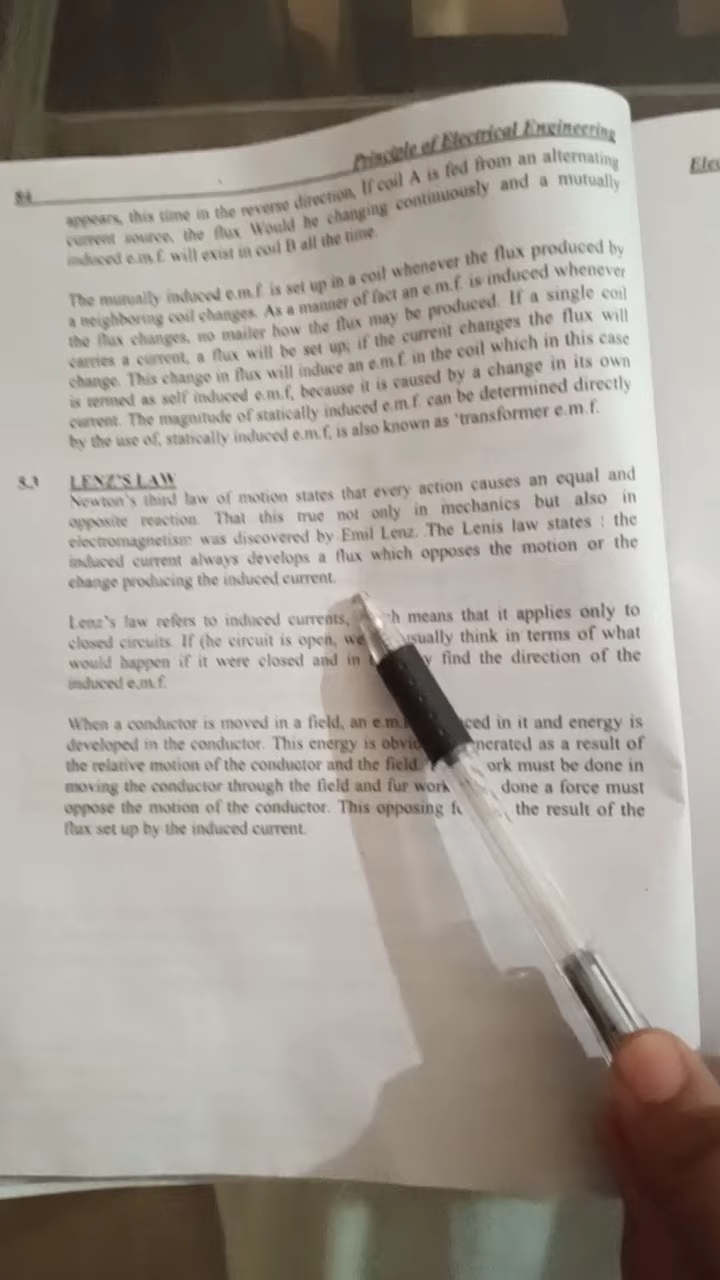 Principle of Electrical Engineering
84
Elec
appears, this time in the reverse direction, If coil A is fed from an alternating
current source, the flux Would he changing continuously and a mutually
induced e.m.f. will exist in coil B all the time.
The mutually induced e.m.f is set up in a coil whenever the flux produced by
a neighboring coil changes. As a manner of fact an e.m.f. is induced whenever
the flux changes, no mailer how the flux may be produced. If a single coil
carries a current, a flux will be set up; if the current changes the flux will
change. This change in flux will induce an e.m.f. in the coil which in this case
is termed as self induced e.m.f, because it is caused by a change in its own
current. The magnitude of statically induced e.m.f. can be determined directly
by the use of, statically induced e.m.f, is also known as 'transformer e.m.f.
5.3 LENZ'S LAW
Newton's third law of motion states that every action causes an equal and
opposite reaction. That this true not only in mechanics but also in
electromagnetism was discovered by Emil Lenz. The Lenis law states : the
induced current always develops a flux which opposes the motion or the
change producing the induced current.
Lenz's law refers to induced currents, h means that it applies only to
closed circuits. If (he circuit is open, we usually think in terms of what
would happen if it were closed and in y find the direction of the
induced e.m.f.
When a conductor is moved in a field, an e.m. ced in it and energy is
developed in the conductor. This energy is obvio nerated as a result of
the relative motion of the conductor and the field. ork must be done in
moving the conductor through the field and fur work done a force must
oppose the motion of the conductor. This opposing fo the result of the
flux set up by the induced current.